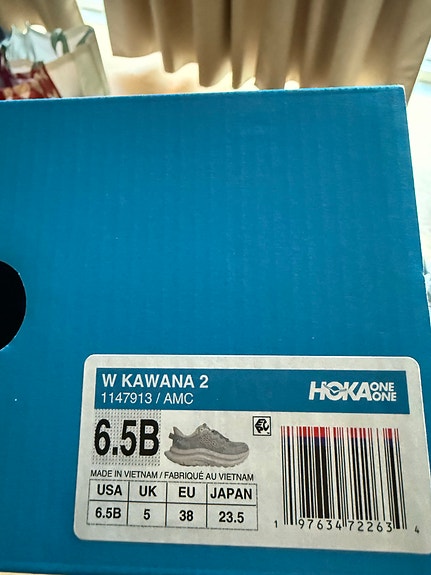 W KAWANA 2
1147913 / AMC
HOKA ONE ONE
6.5B
MADE IN VIETNAM / FABRIQUÉ AU VIETNAM
USA UK EU JAPAN
6.5B 5 38 23.5
1 97634 72263 4